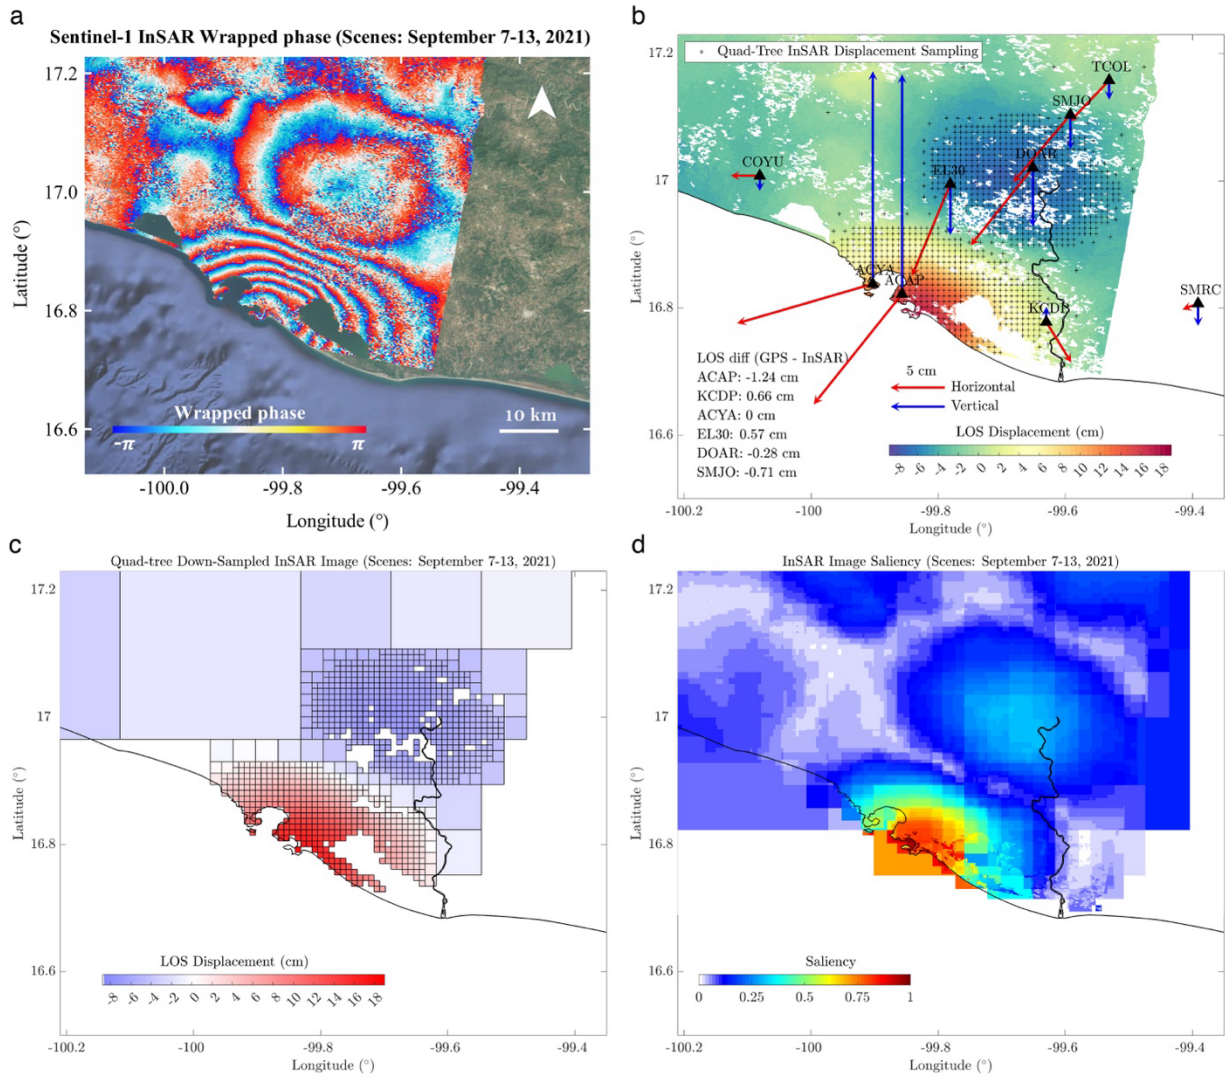 a
Sentinel-1 InSAR Wrapped phase (Scenes: September 7-13, 2021)
17.2
17.0
16.8
16.6
Latitude (°)
Wrapped phase
-π
π
10 km
-100.0
-99.8
-99.6
-99.4
Longitude (°)
b
Quad-Tree InSAR Displacement Sampling
17.2
17
16.8
16.6
Latitude (°)
TCOL
SMJO
DOAR
COYU
EL30
ACYA
ACAP
KCDP
SMRC
LOS diff (GPS - InSAR)
ACAP: -1.24 cm
KCDP: 0.66 cm
ACYA: 0 cm
EL30: 0.57 cm
DOAR: -0.28 cm
SMJO: -0.71 cm
5 cm
Horizontal
Vertical
LOS Displacement (cm)
-8 -6 -4 -2 0 2 4 6 8 10 12 14 16 18
-100.2
-100
-99.8
-99.6
-99.4
Longitude (°)
c
Quad-tree Down-Sampled InSAR Image (Scenes: September 7-13, 2021)
17.2
17
16.8
16.6
Latitude (°)
LOS Displacement (cm)
-8 -6 -4 -2 0 2 4 6 8 10 12 14 16 18
-100.2
-100
-99.8
-99.6
-99.4
Longitude (°)
d
InSAR Image Saliency (Scenes: September 7-13, 2021)
17.2
17
16.8
16.6
Latitude (°)
Saliency
0 0.25 0.5 0.75 1
-100.2
-100
-99.8
-99.6
-99.4
Longitude (°)